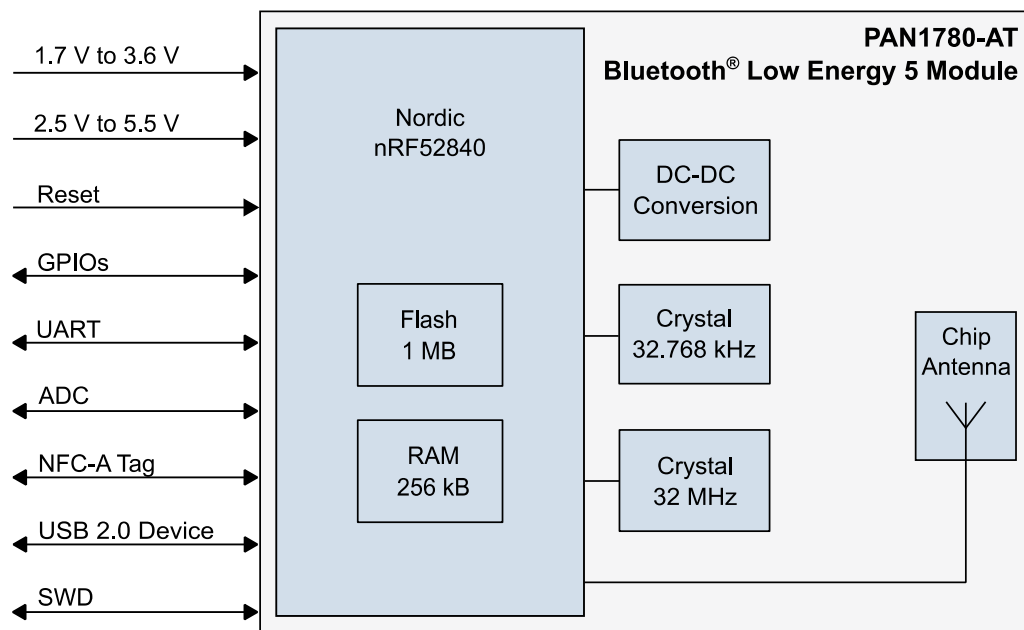 PAN1780-AT
Bluetooth® Low Energy 5 Module
1.7 V to 3.6 V
2.5 V to 5.5 V
Reset
GPIOs
UART
ADC
NFC-A Tag
USB 2.0 Device
SWD
Nordic
nRF52840
Flash
1 MB
RAM
256 kB
DC-DC
Conversion
Crystal
32.768 kHz
Crystal
32 MHz
Chip
Antenna